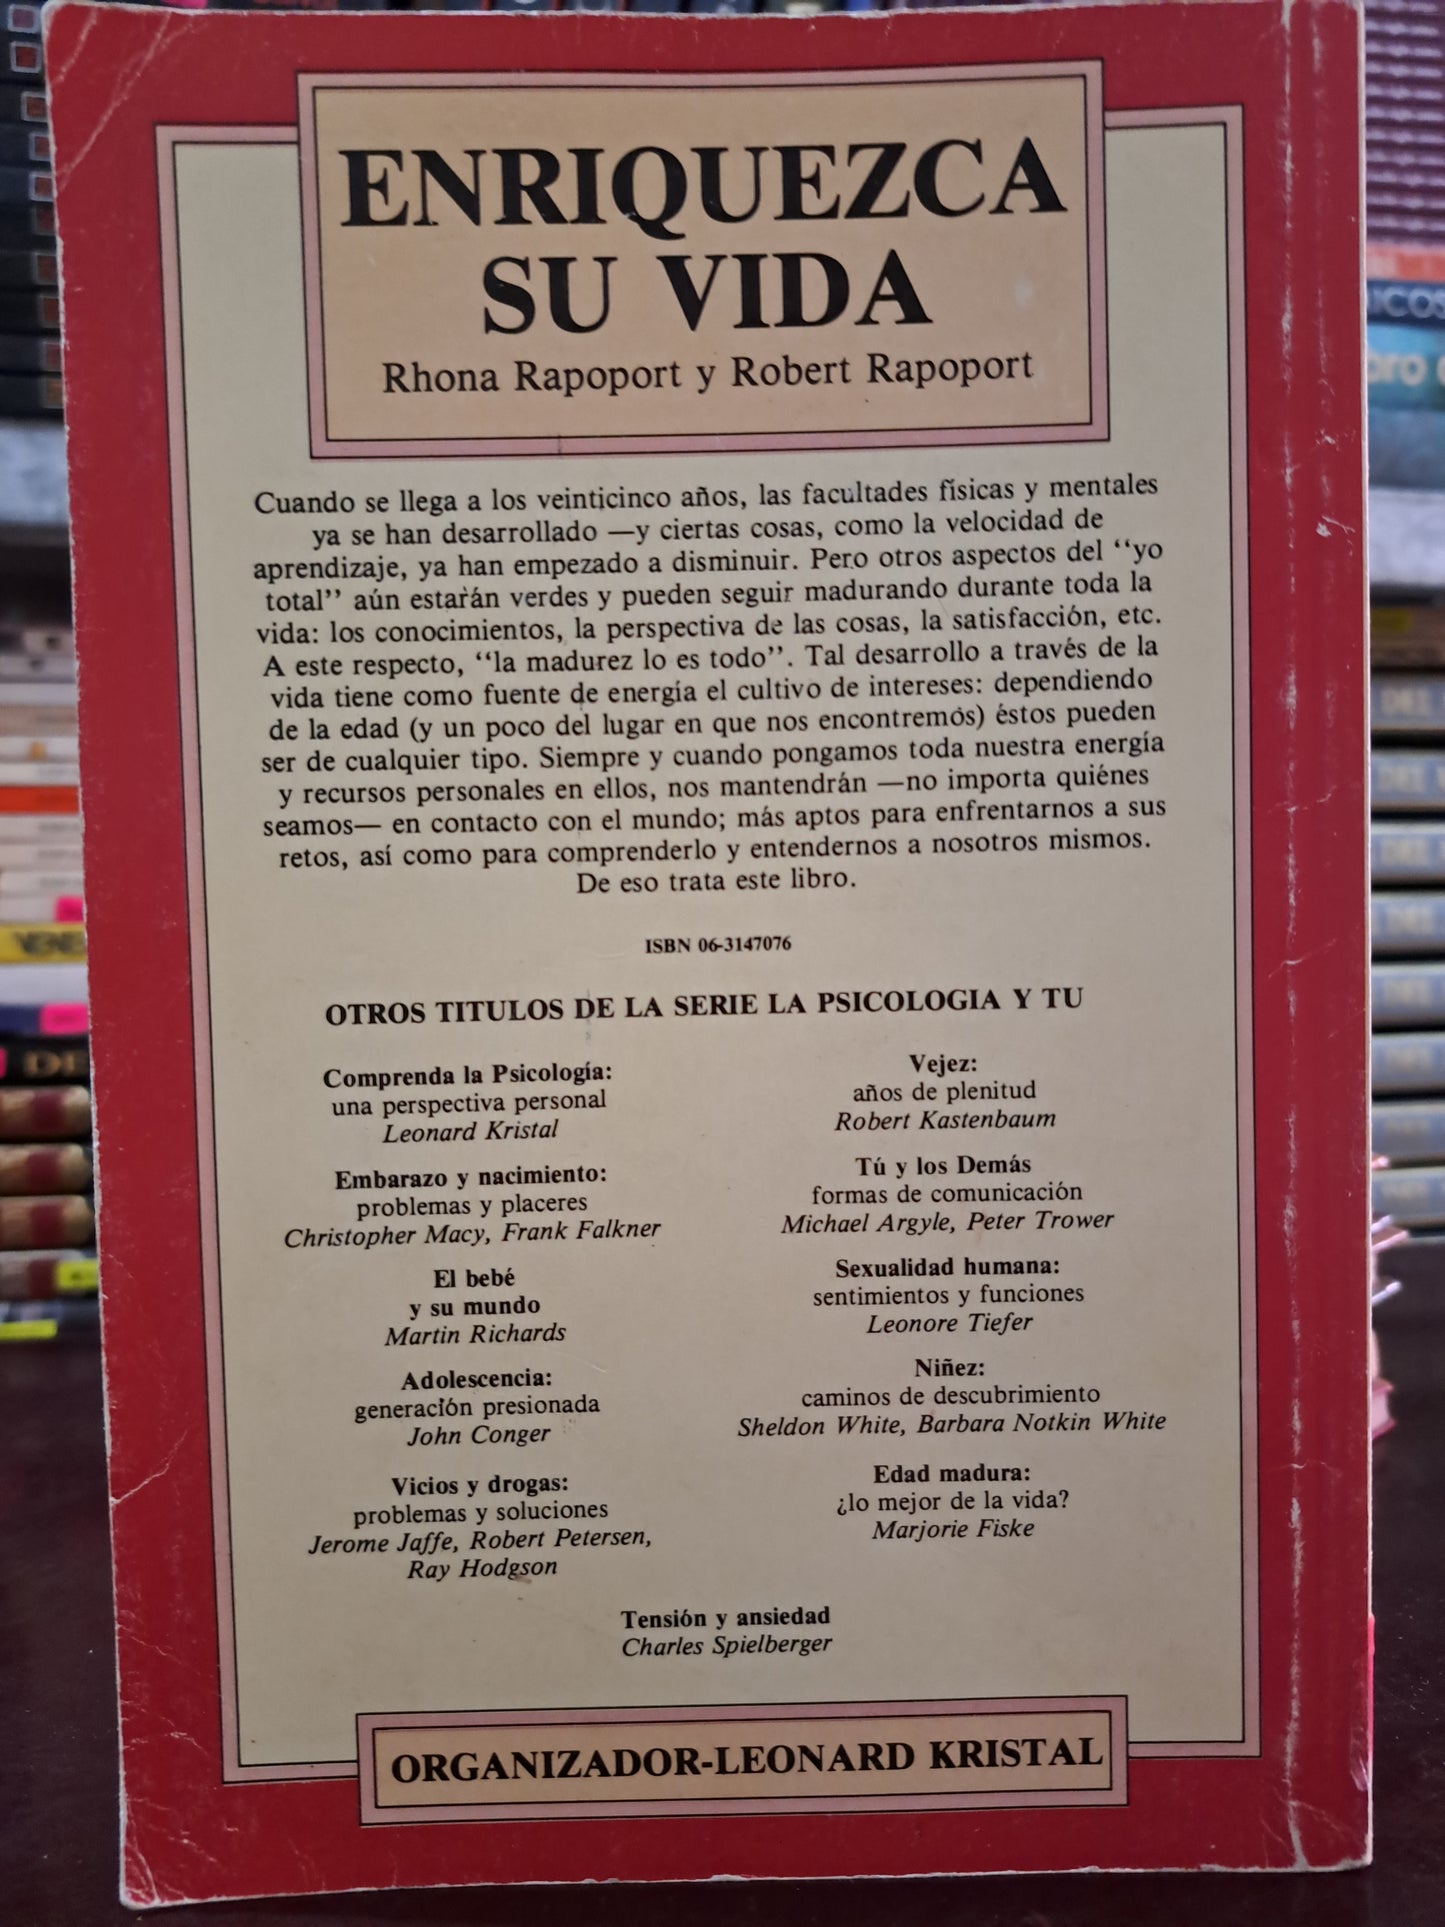 ENRIQUEZCA
SU VIDA
Rhona Rapoport y Robert Rapoport
Cuando se llega a los veinticinco años, las facultades físicas y mentales
ya se han desarrollado —y ciertas cosas, como la velocidad de
aprendizaje, ya han empezado a disminuir. Pero otros aspectos del “yo
total” aún estarán verdes y pueden seguir madurando durante toda la
vida: los conocimientos, la perspectiva de las cosas, la satisfacción, etc.
A este respecto, “la madurez lo es todo”. Tal desarrollo a través de la
vida tiene como fuente de energía el cultivo de intereses: dependiendo
de la edad (y un poco del lugar en que nos encontremos) éstos pueden
ser de cualquier tipo. Siempre y cuando pongamos toda nuestra energía
y recursos personales en ellos, nos mantendrán —no importa quiénes
seamos— en contacto con el mundo; más aptos para enfrentarnos a sus
retos, así como para comprenderlo y entendernos a nosotros mismos.
De eso trata este libro.
ISBN 06-3147076
OTROS TITULOS DE LA SERIE LA PSICOLOGIA Y TU
Comprenda la Psicología:
una perspectiva personal
Leonard Kristal
Embarazo y nacimiento:
problemas y placeres
Christopher Macy, Frank Falkner
El bebé
y su mundo
Martin Richards
Adolescencia:
generación presionada
John Conger
Vicios y drogas:
problemas y soluciones
Jerome Jaffe, Robert Petersen,
Ray Hodgson
Vejez:
años de plenitud
Robert Kastenbaum
Tú y los Demás
formas de comunicación
Michael Argyle, Peter Trower
Sexualidad humana:
sentimientos y funciones
Leonore Tiefer
Niñez:
caminos de descubrimiento
Sheldon White, Barbara Notkin White
Edad madura:
¿lo mejor de la vida?
Marjorie Fiske
Tensión y ansiedad
Charles Spielberger
ORGANIZADOR-LEONARD KRISTAL